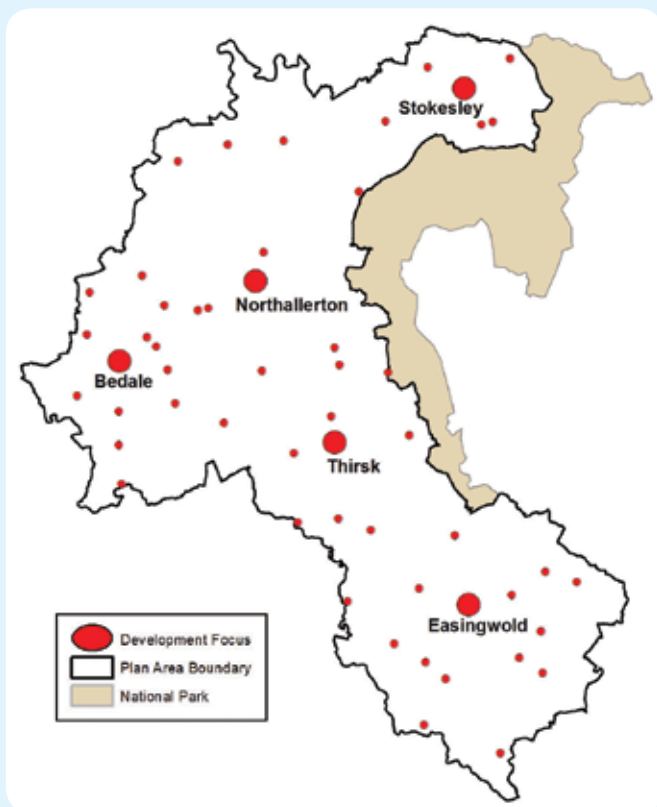 Stokesley
Northallerton
Bedale
Thirsk
Easingwold
Development Focus
Plan Area Boundary
National Park